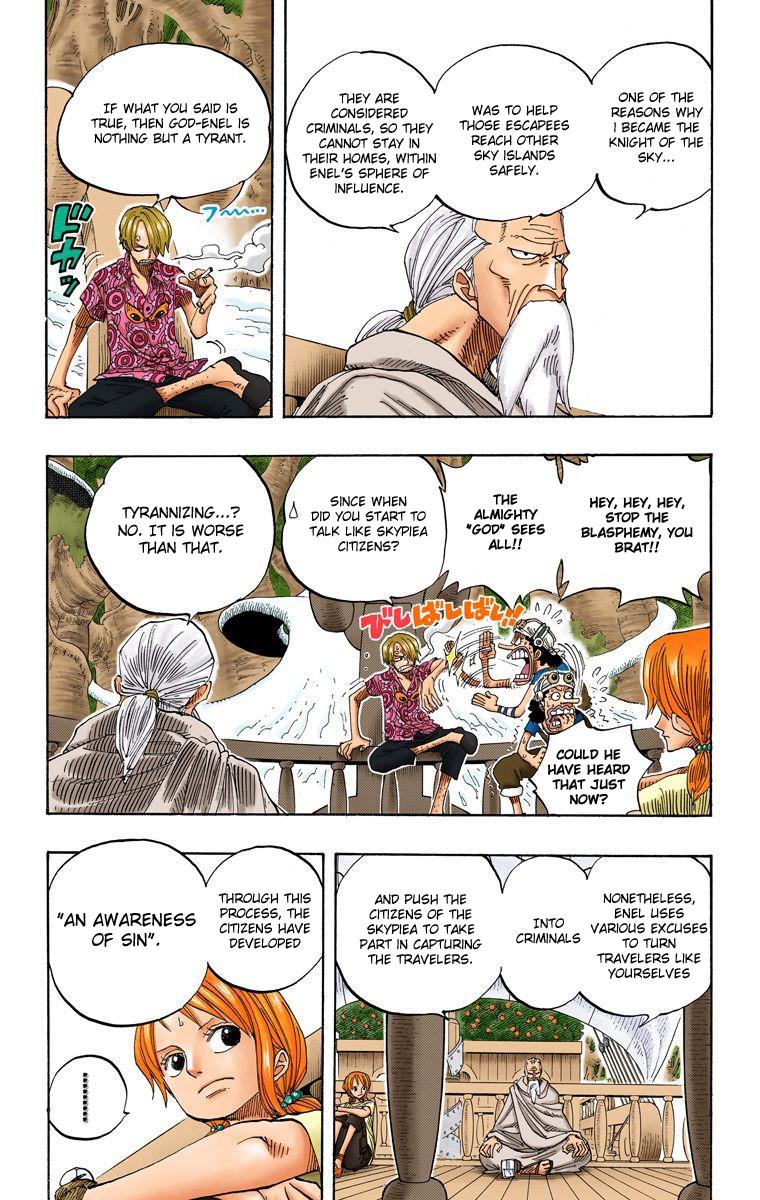 ONE OF THE
REASONS WHY
I BECAME THE
KNIGHT OF THE
SKY...
WAS TO HELP
THOSE ESCAPEES
REACH OTHER
SKY ISLANDS
SAFELY.
THEY ARE
CONSIDERED
CRIMINALS, SO THEY
CANNOT STAY IN
THEIR HOMES, WITHIN
ENEL'S SPHERE OF
INFLUENCE.
IF WHAT YOU SAID IS
TRUE, THEN GOD-ENEL IS
NOTHING BUT A TYRANT.
フー〜…
ドカッ
HEY, HEY, HEY,
STOP THE
BLASPHEMY, YOU
BRAT!!
THE
ALMIGHTY
"GOD" SEES
ALL!!
SINCE WHEN
DID YOU START TO
TALK LIKE SKYPIEA
CITIZENS?
TYRANNIZING...?
NO. IT IS WORSE
THAN THAT.
びしばしばし!!
COULD HE
HAVE HEARD
THAT JUST
NOW?
NONETHELESS,
ENEL USES
VARIOUS EXCUSES
TO TURN
TRAVELERS LIKE
YOURSELVES
INTO
CRIMINALS
AND PUSH THE
CITIZENS OF THE
SKYPIEA TO TAKE
PART IN CAPTURING
THE TRAVELERS.
THROUGH THIS
PROCESS, THE
CITIZENS HAVE
DEVELOPED
"AN AWARENESS
OF SIN".
.........